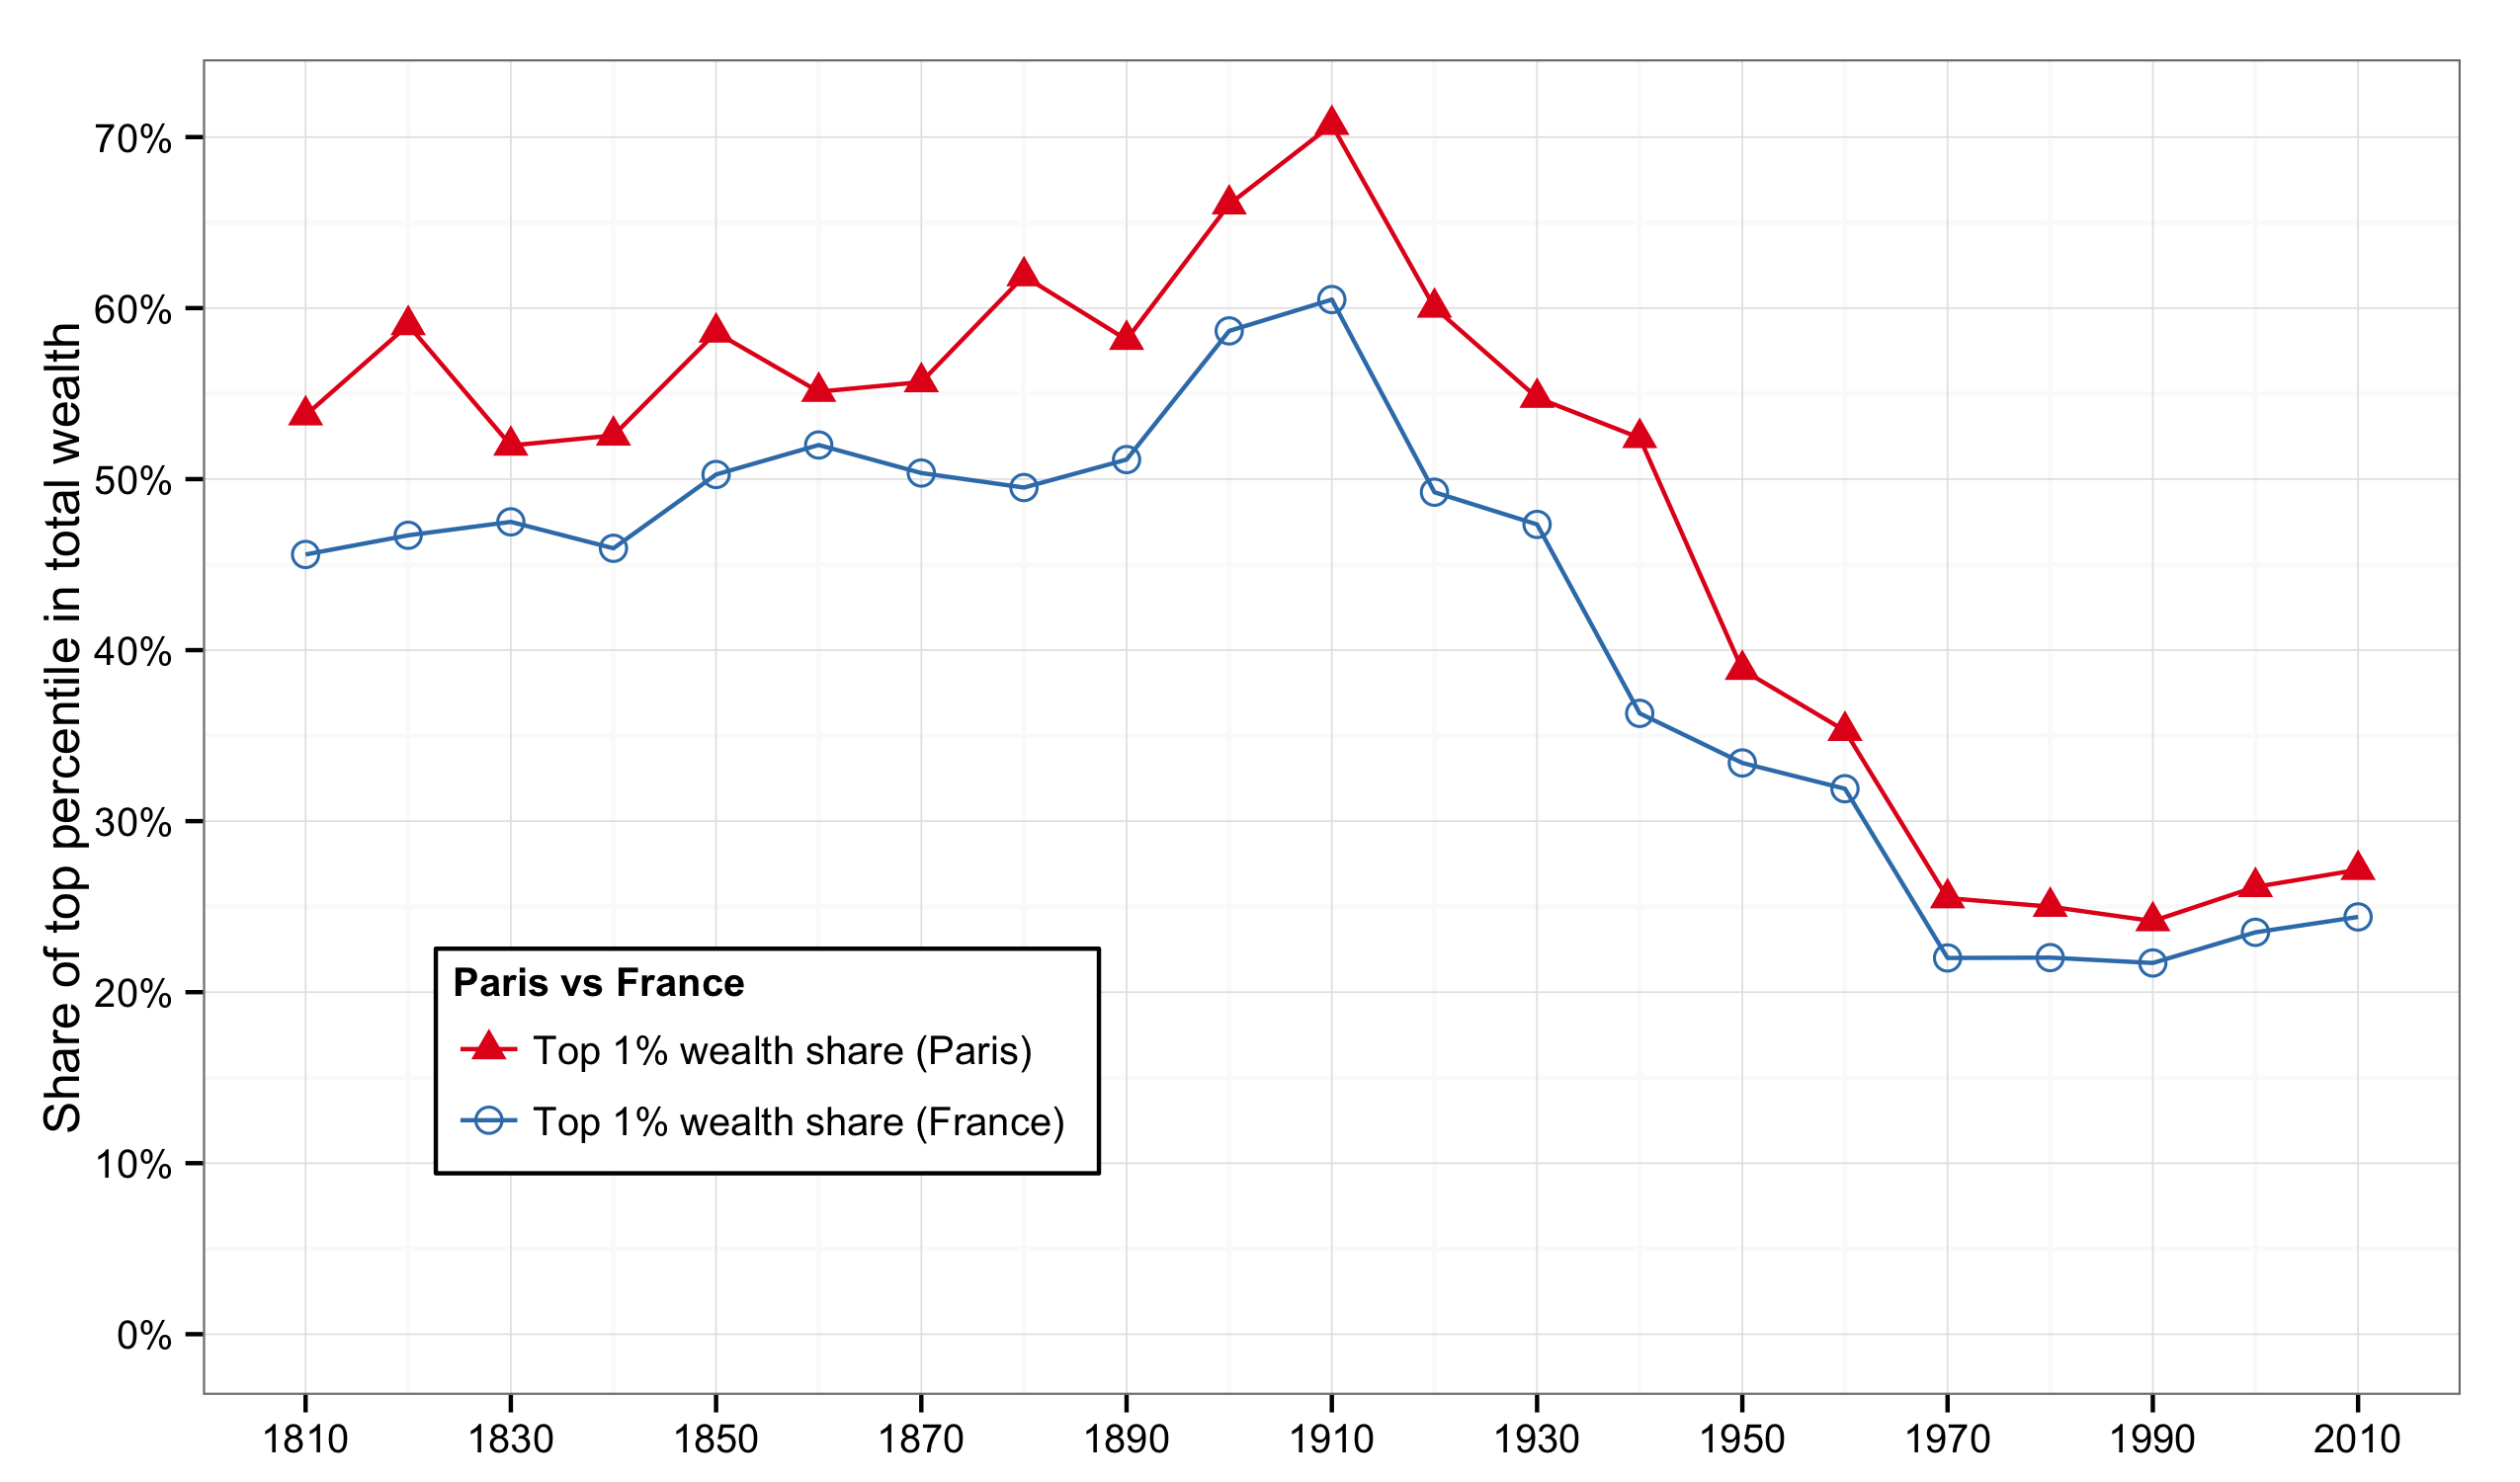 Share of top percentile in total wealth
70%
60%
50%
40%
30%
20%
10%
0%
Paris vs France
Top 1% wealth share (Paris)
Top 1% wealth share (France)
1810 1830 1850 1870 1890 1910 1930 1950 1970 1990 2010